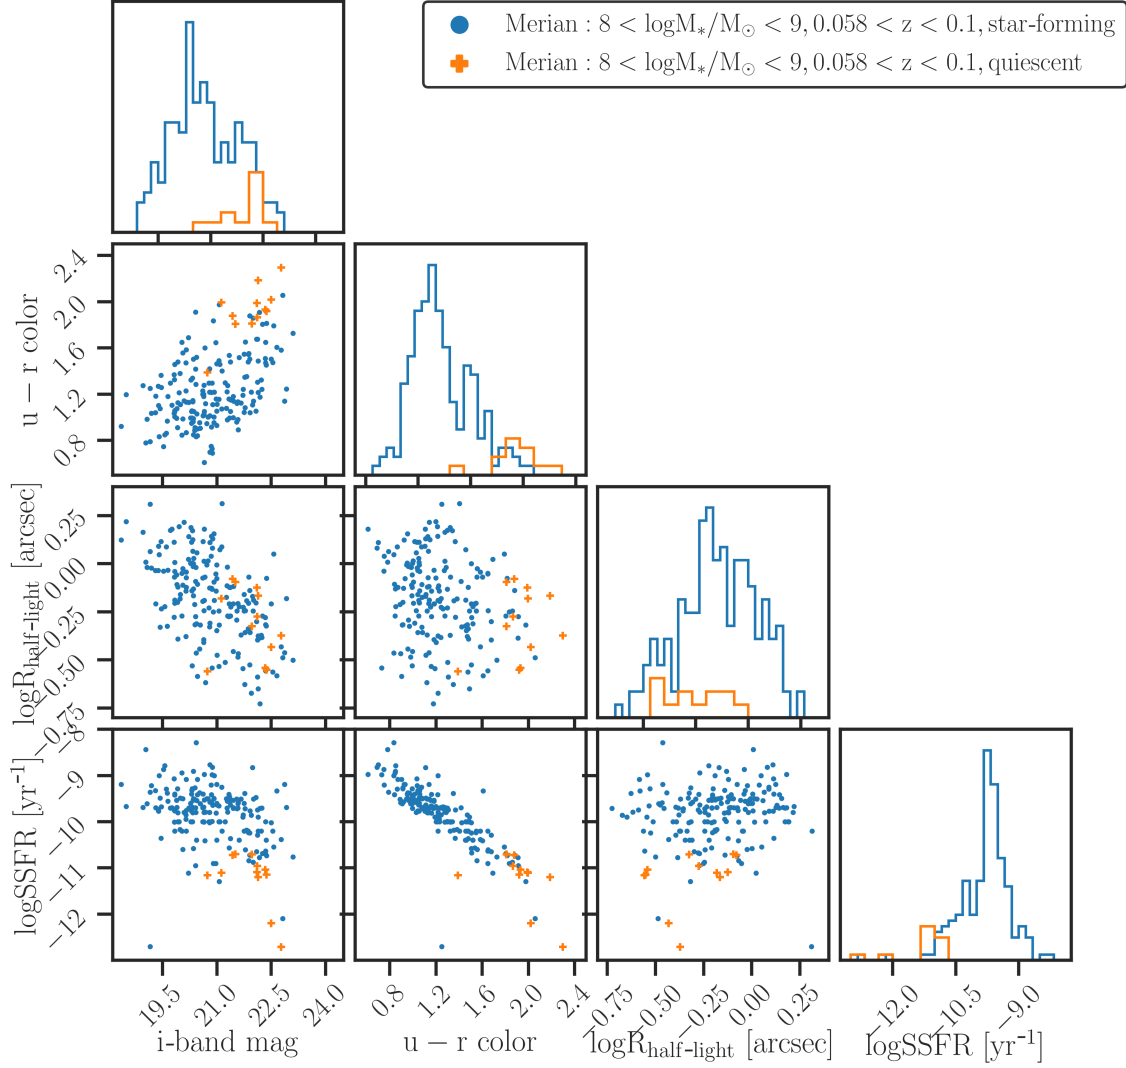 Merian : 8 < logM∗/M⊙ < 9, 0.058 < z < 0.1, star-forming
Merian : 8 < logM∗/M⊙ < 9, 0.058 < z < 0.1, quiescent
u − r color
2.4
2.0
1.6
1.2
0.8
logR_half-light [arcsec]
0.25
0.00
−0.25
−0.50
−0.75
logSSFR [yr⁻¹]
−8
−9
−10
−11
−12
19.5 21.0 22.5 24.0
i-band mag
0.8 1.2 1.6 2.0 2.4
u − r color
−0.75 −0.50 −0.25 0.00 0.25
logR_half-light [arcsec]
−12.0 −10.5 −9.0
logSSFR [yr⁻¹]